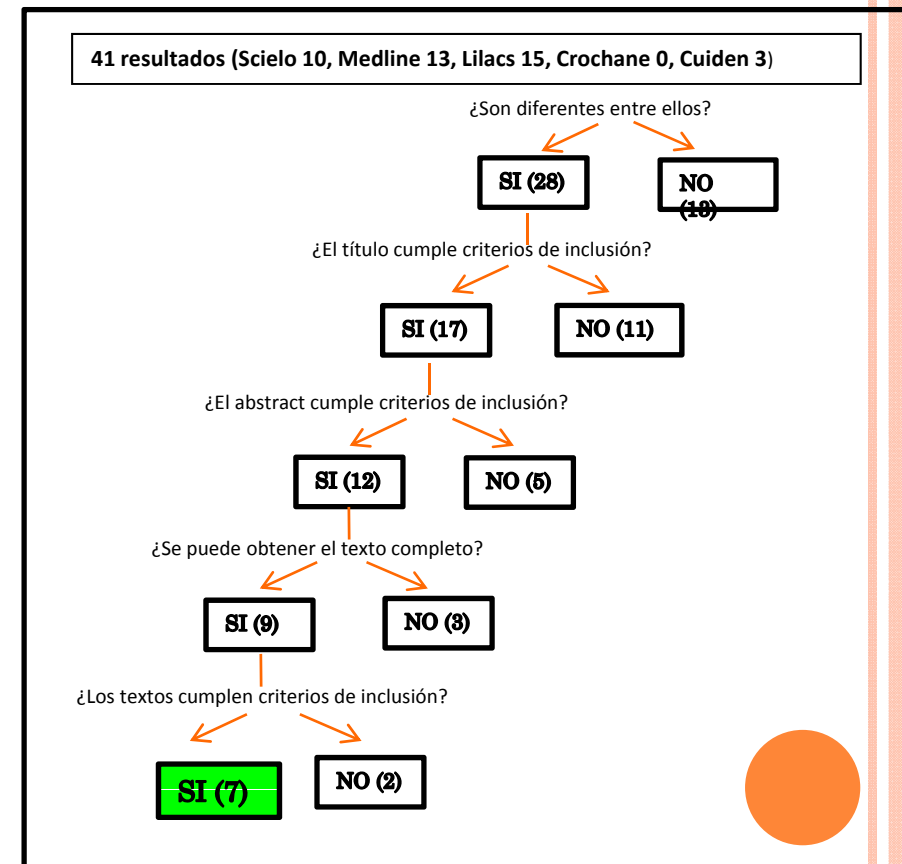 41 resultados (Scielo 10, Medline 13, Lilacs 15, Crochane 0, Cuiden 3)
¿Son diferentes entre ellos?
SI (28)
NO
(13)
¿El título cumple criterios de inclusión?
SI (17)
NO (11)
¿El abstract cumple criterios de inclusión?
SI (12)
NO (5)
¿Se puede obtener el texto completo?
SI (9)
NO (3)
¿Los textos cumplen criterios de inclusión?
SI (7)
NO (2)